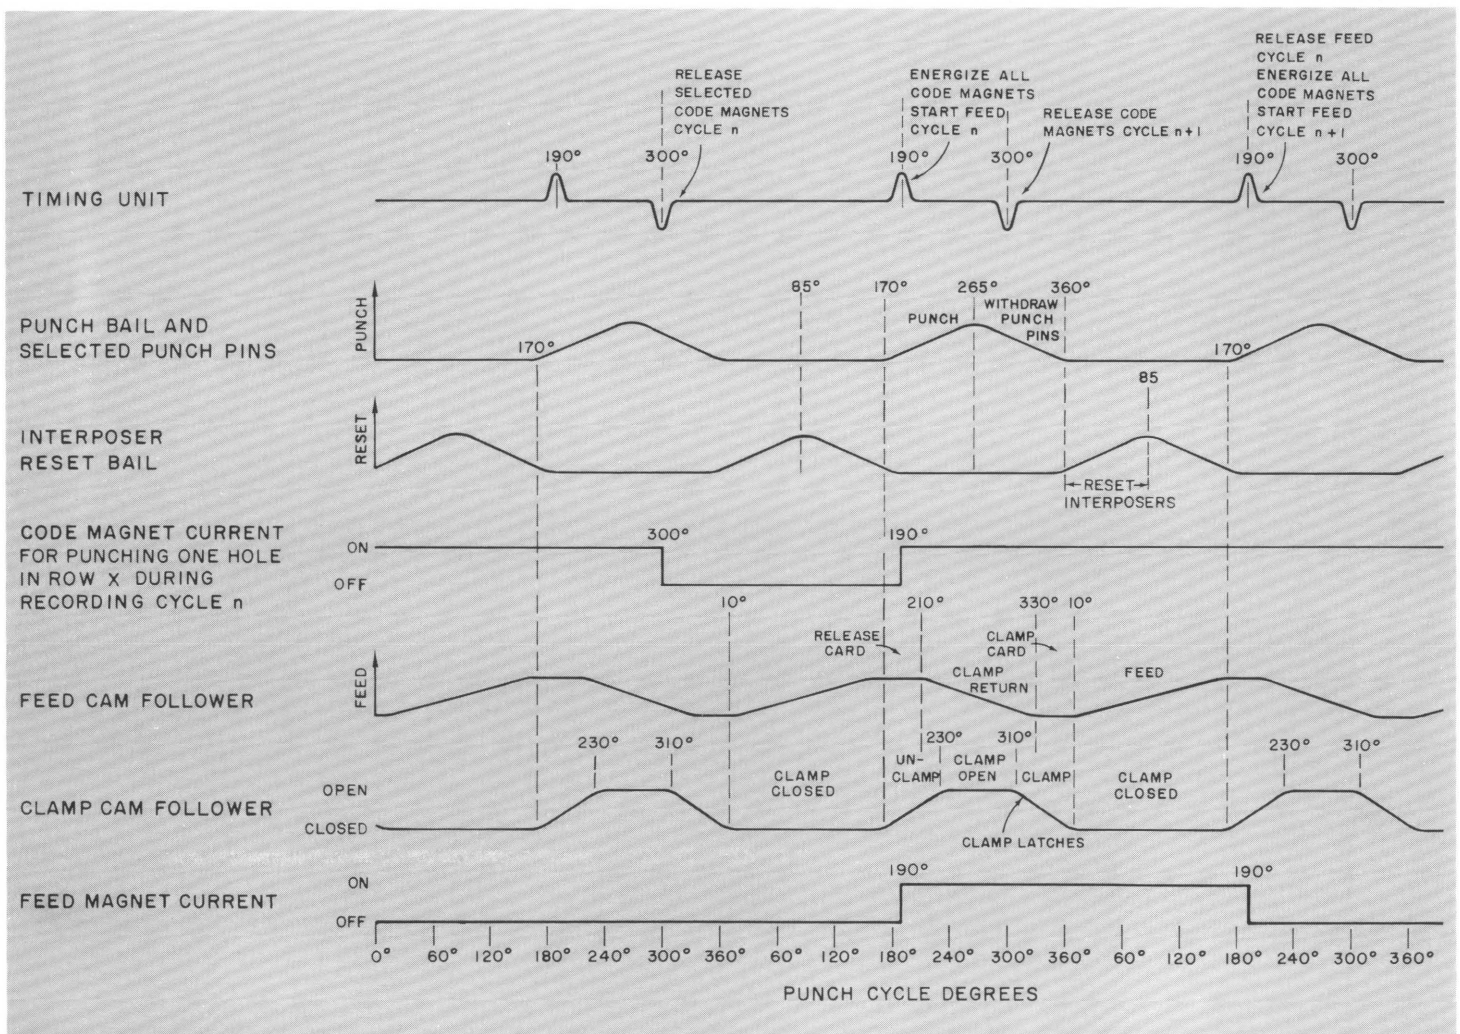 RELEASE
SELECTED
CODE MAGNETS
CYCLE n
ENERGIZE ALL
CODE MAGNETS
START FEED
CYCLE n
RELEASE CODE
MAGNETS CYCLE n+1
RELEASE FEED
CYCLE n
ENERGIZE ALL
CODE MAGNETS
START FEED
CYCLE n+1
190° 300° 190° 300° 190° 300°
TIMING UNIT
PUNCH BAIL AND
SELECTED PUNCH PINS
PUNCH
170° 85° 170° 265° 360° 170°
PUNCH
WITHDRAW
PUNCH
PINS
INTERPOSER
RESET BAIL
RESET
85
RESET
INTERPOSERS
CODE MAGNET CURRENT
FOR PUNCHING ONE HOLE
IN ROW X DURING
RECORDING CYCLE n
ON
OFF
300° 190°
10° 210° 330° 10°
RELEASE
CARD
CLAMP
CARD
FEED CAM FOLLOWER
FEED
CLAMP
RETURN
FEED
230° 310° 230° 310° 230° 310°
CLAMP CAM FOLLOWER
OPEN
CLOSED
CLAMP
CLOSED
UN-
CLAMP
CLAMP
OPEN
CLAMP
CLAMP
CLOSED
CLAMP LATCHES
FEED MAGNET CURRENT
ON
OFF
190° 190°
0° 60° 120° 180° 240° 300° 360° 60° 120° 180° 240° 300° 360° 60° 120° 180° 240° 300° 360°
PUNCH CYCLE DEGREES